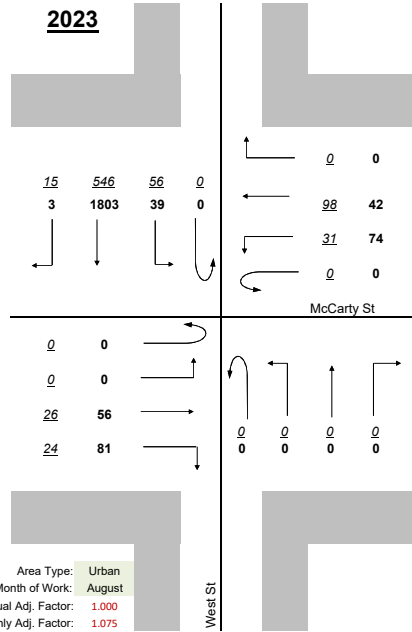 2023
15 546 56 0
3 1803 39 0
0 0
98 42
31 74
0 0
McCarty St
0 0
0 0
26 56
24 81
0 0 0 0
0 0 0 0
West St
Area Type: Urban
Month of Work: August
ual Adj. Factor: 1.000
nly Adj. Factor: 1.075